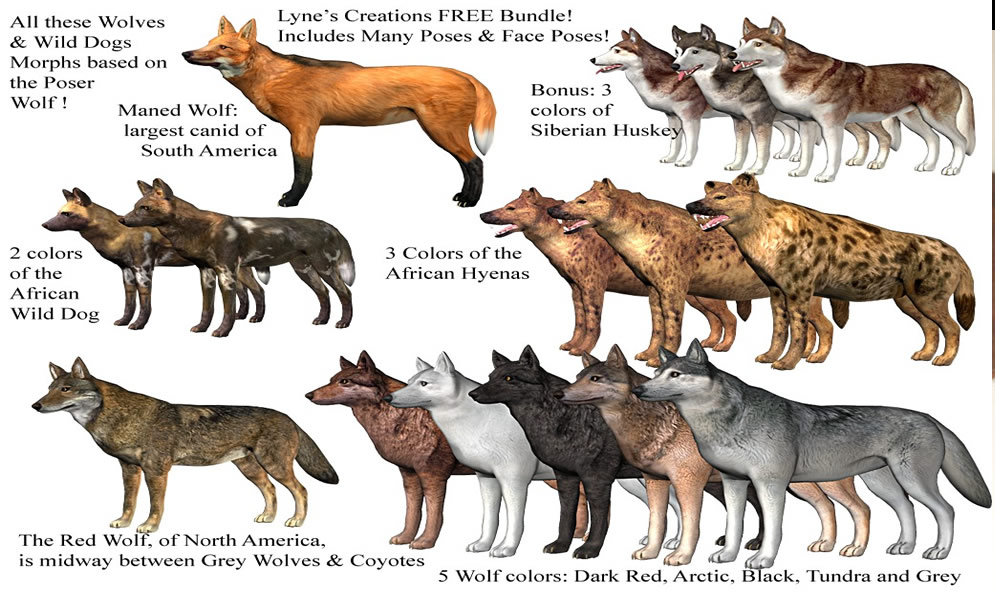 All these Wolves
& Wild Dogs
Morphs based on
the Poser
Wolf !
Lyne's Creations FREE Bundle!
Includes Many Poses & Face Poses!
Maned Wolf:
largest canid of
South America
Bonus: 3
colors of
Siberian Huskey
2 colors
of the
African
Wild Dog
3 Colors of the
African Hyenas
The Red Wolf, of North America,
is midway between Grey Wolves & Coyotes
5 Wolf colors: Dark Red, Arctic, Black, Tundra and Grey